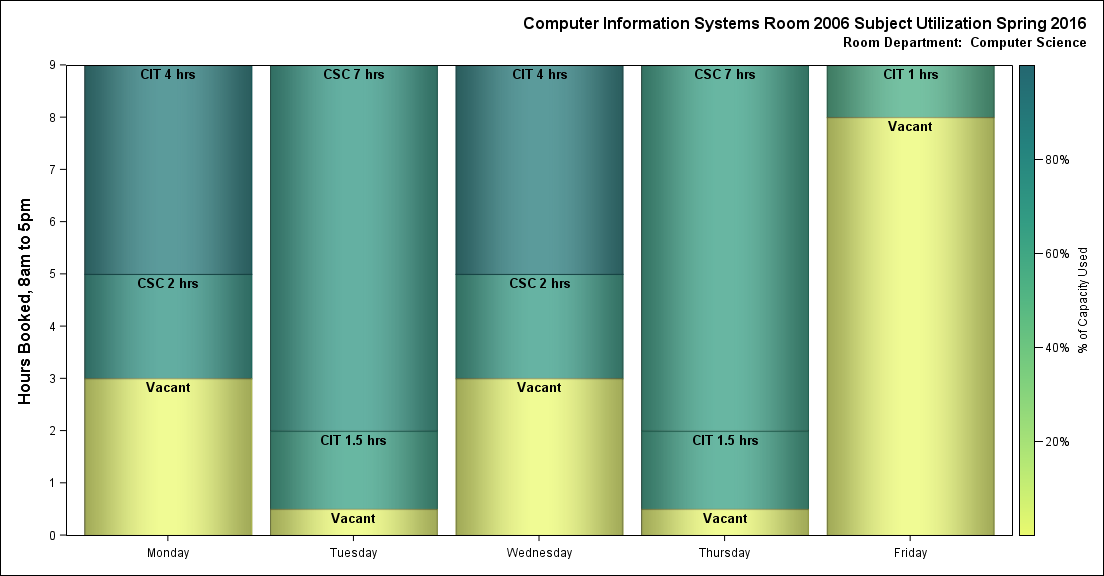 Computer Information Systems Room 2006 Subject Utilization Spring 2016
Room Department:  Computer Science
Hours Booked, 8am to 5pm
9
8
7
6
5
4
3
2
1
0
CIT 4 hrs
CSC 2 hrs
Vacant
CSC 7 hrs
CIT 1.5 hrs
Vacant
CIT 4 hrs
CSC 2 hrs
Vacant
CSC 7 hrs
CIT 1.5 hrs
Vacant
CIT 1 hrs
Vacant
Monday
Tuesday
Wednesday
Thursday
Friday
80%
60%
40%
20%
% of Capacity Used